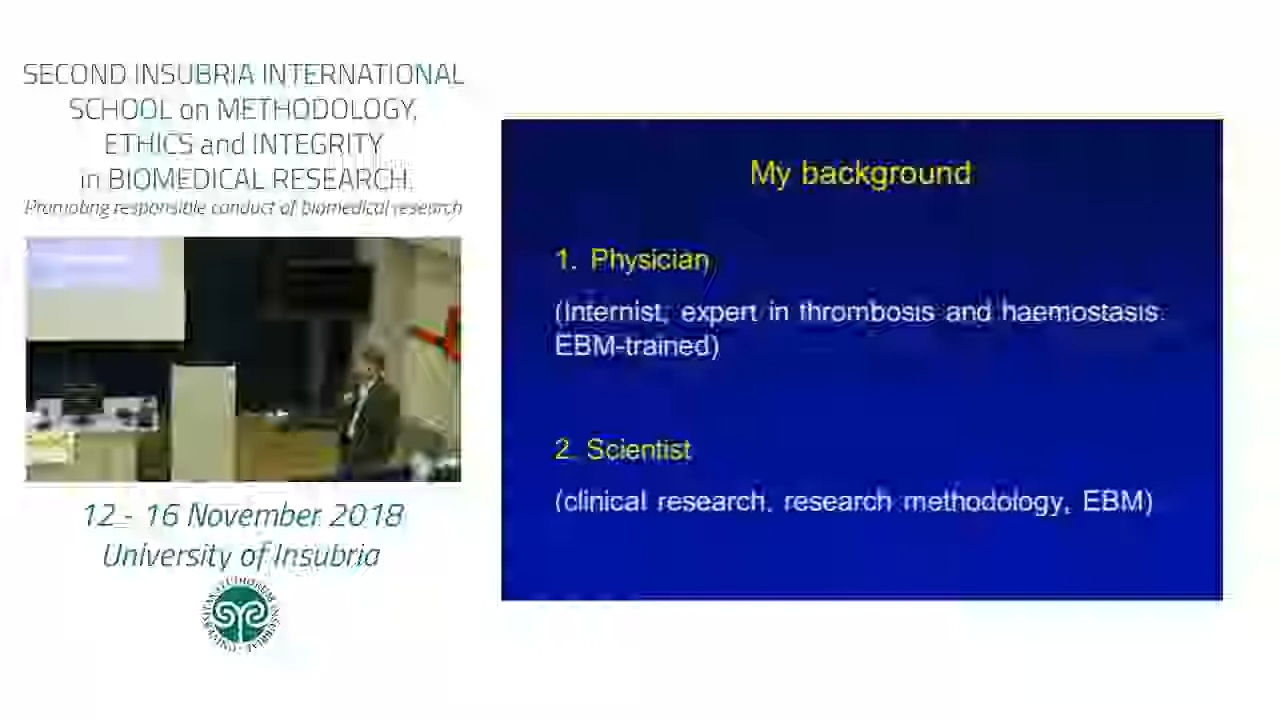 SECOND INSUBRIA INTERNATIONAL
SCHOOL on METHODOLOGY,
ETHICS and INTEGRITY
in BIOMEDICAL RESEARCH.
Promoting responsible conduct of biomedical research
12 - 16 November 2018
University of Insubria
My background
1. Physician
(Internist, expert in thrombosis and haemostasis.
EBM-trained)
2. Scientist
(clinical research, research methodology, EBM)